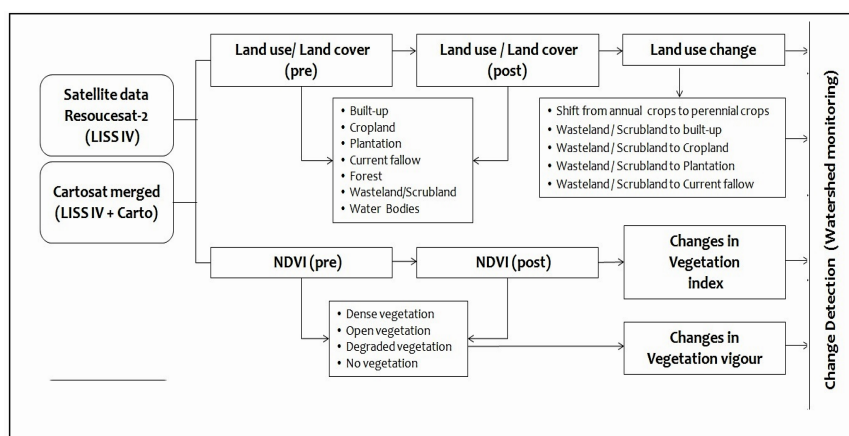 Satellite data
Resoucesat-2
(LISS IV)
Cartosat merged
(LISS IV + Carto)
Land use/ Land cover
(pre)
Land use / Land cover
(post)
Land use change
• Built-up
• Cropland
• Plantation
• Current fallow
• Forest
• Wasteland/Scrubland
• Water Bodies
• Shift from annual crops to perennial crops
• Wasteland/ Scrubland to built-up
• Wasteland/ Scrubland to Cropland
• Wasteland/ Scrubland to Plantation
• Wasteland/ Scrubland to Current fallow
NDVI (pre)
NDVI (post)
Changes in
Vegetation
index
• Dense vegetation
• Open vegetation
• Degraded vegetation
• No vegetation
Changes in
Vegetation vigour
Change Detection (Watershed monitoring)